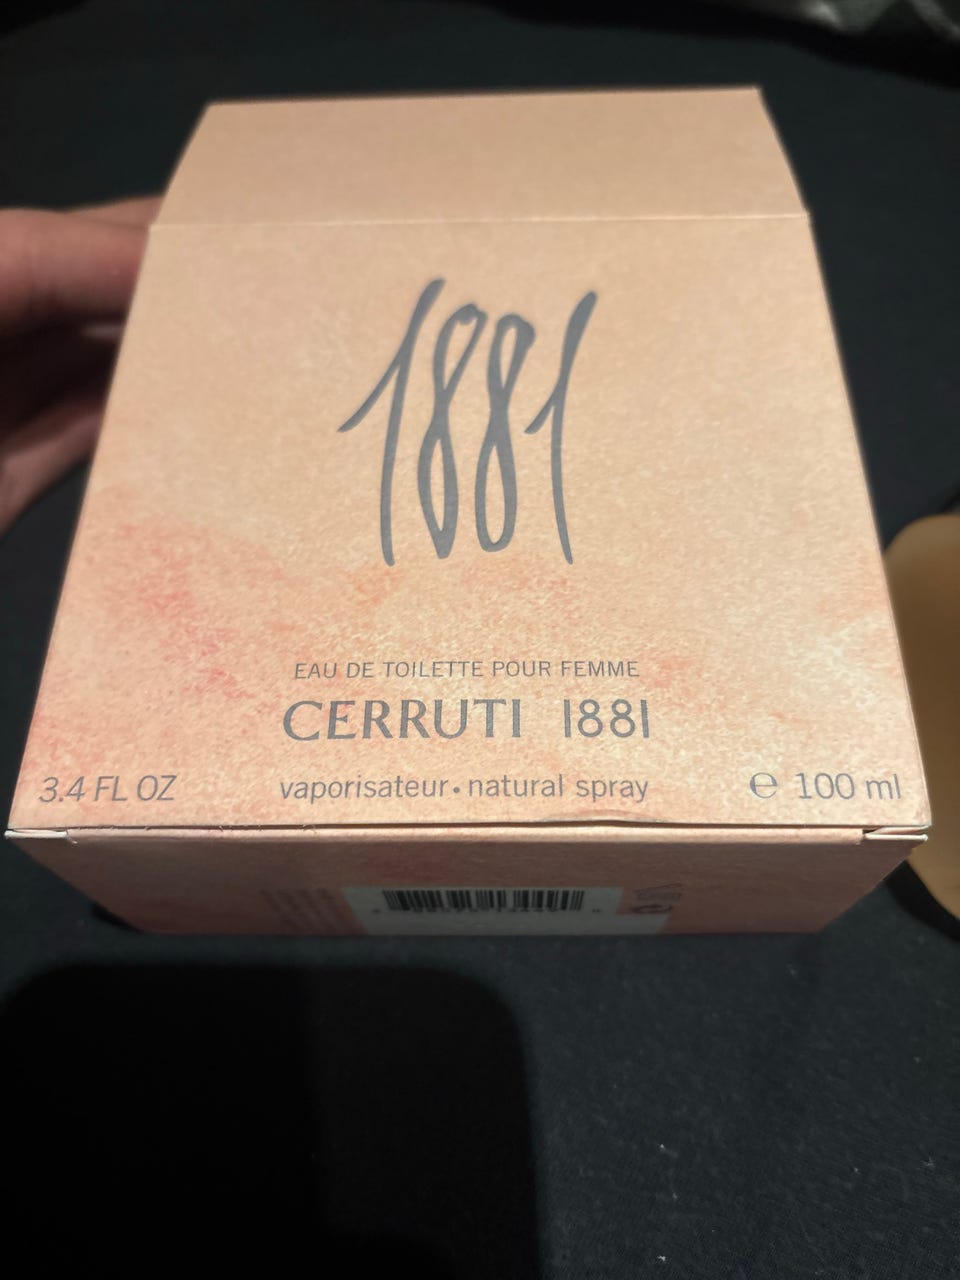 1881
EAU DE TOILETTE POUR FEMME
CERRUTI 1881
3.4 FL OZ vaporisateur • natural spray ℮ 100 ml